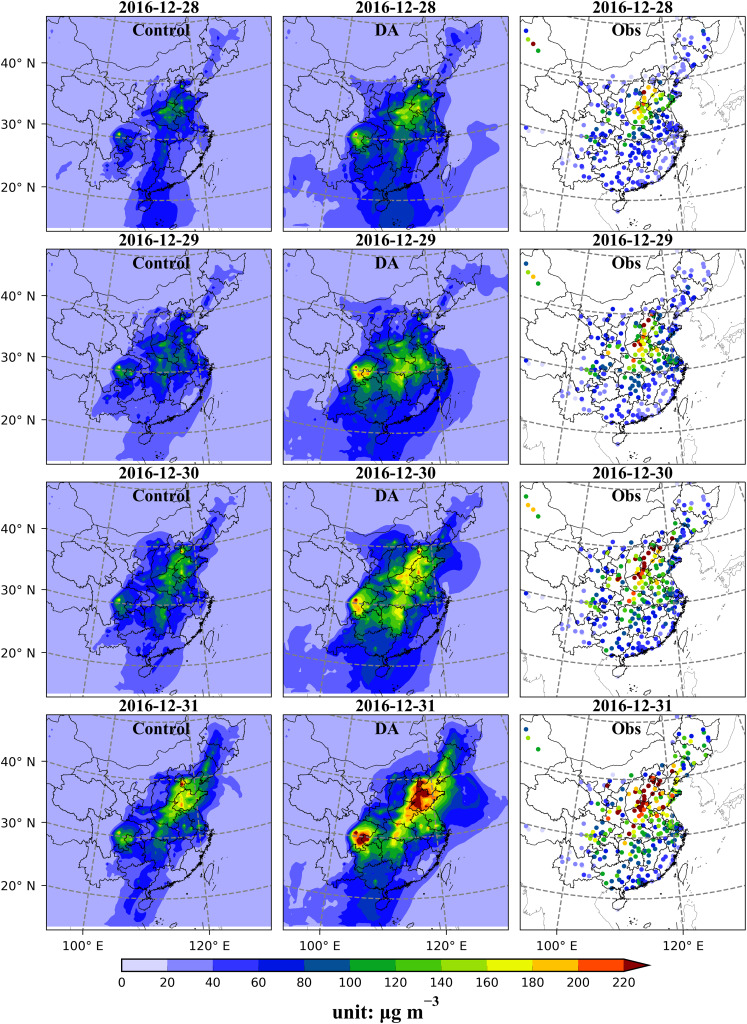 2016-12-28 2016-12-28 2016-12-28
Control DA Obs
40° N
30° N
20° N
2016-12-29 2016-12-29 2016-12-29
Control DA Obs
40° N
30° N
20° N
2016-12-30 2016-12-30 2016-12-30
Control DA Obs
40° N
30° N
20° N
2016-12-31 2016-12-31 2016-12-31
Control DA Obs
40° N
30° N
20° N
100° E 120° E 100° E 120° E 100° E 120° E
0 20 40 60 80 100 120 140 160 180 200 220
unit: μg m⁻³